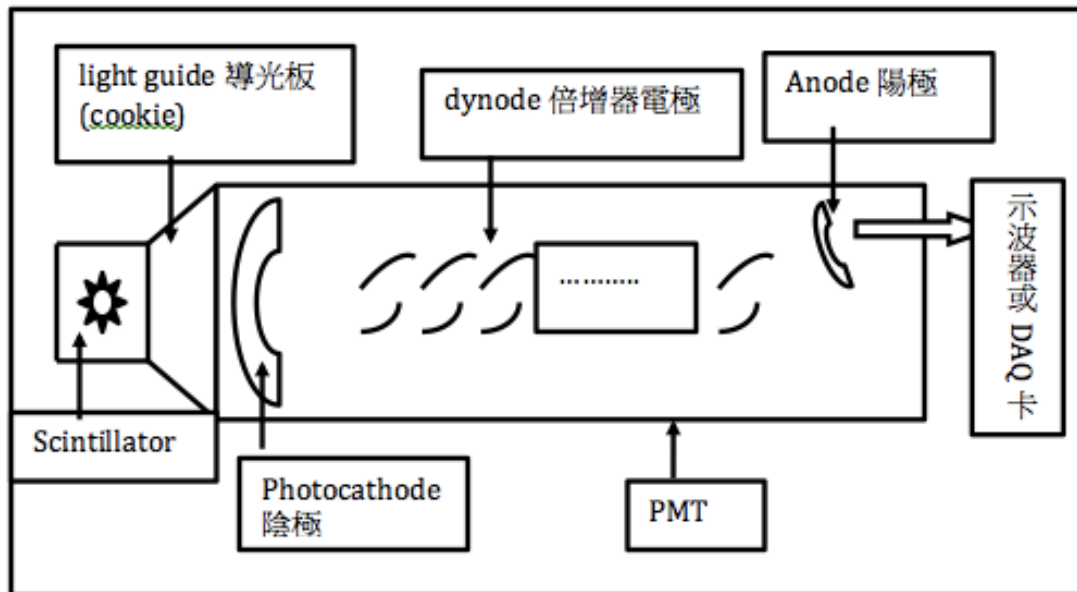 light guide 導光板
(cookie)
dynode 倍增器電極
Anode 陽極
示波器或 DAQ 卡
...........
Scintillator
Photocathode
陰極
PMT